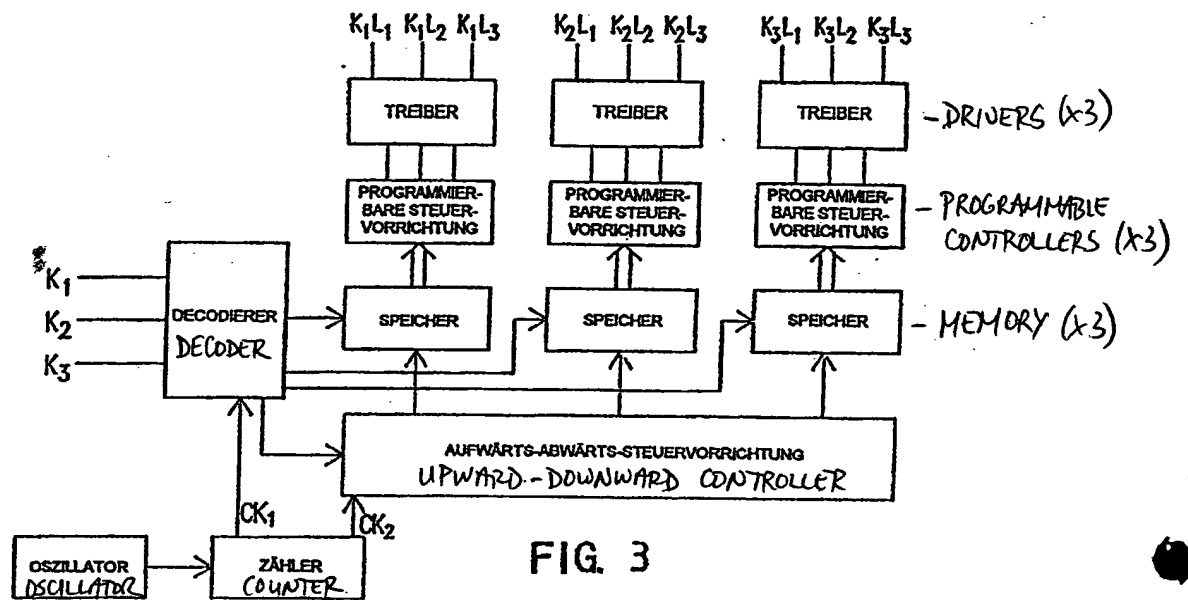 K₁L₁ K₁L₂ K₁L₃ K₂L₁ K₂L₂ K₂L₃ K₃L₁ K₃L₂ K₃L₃
TREIBER TREIBER TREIBER - DRIVERS (x3)
PROGRAMMIER-
BARE STEUER-
VORRICHTUNG
PROGRAMMIER-
BARE STEUER-
VORRICHTUNG
PROGRAMMIER-
BARE STEUER-
VORRICHTUNG
- PROGRAMMABLE
CONTROLLERS (x3)
K₁
K₂
K₃
DECODIERER
DECODER
SPEICHER SPEICHER SPEICHER - MEMORY (x3)
AUFWÄRTS-ABWÄRTS-STEUERVORRICHTUNG
UPWARD-DOWNWARD CONTROLLER
CK₁ CK₂
OSZILLATOR
OSCILLATOR
ZÄHLER
COUNTER
FIG. 3